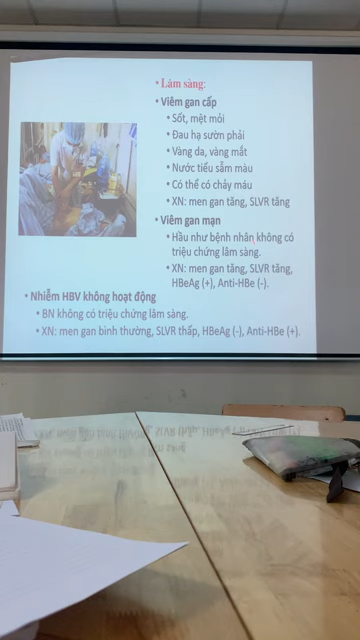 • Lâm sàng:
• Viêm gan cấp
• Sốt, mệt mỏi
• Đau hạ sườn phải
• Vàng da, vàng mắt
• Nước tiểu sẫm màu
• Có thể có chảy máu
• XN: men gan tăng, SLVR tăng
• Viêm gan mạn
• Hầu như bệnh nhân không có
triệu chứng lâm sàng.
• XN: men gan tăng, SLVR tăng,
HBeAg (+), Anti-HBe (-).
• Nhiễm HBV không hoạt động
• BN không có triệu chứng lâm sàng.
• XN: men gan bình thường, SLVR thấp, HBeAg (-), Anti-HBe (+).